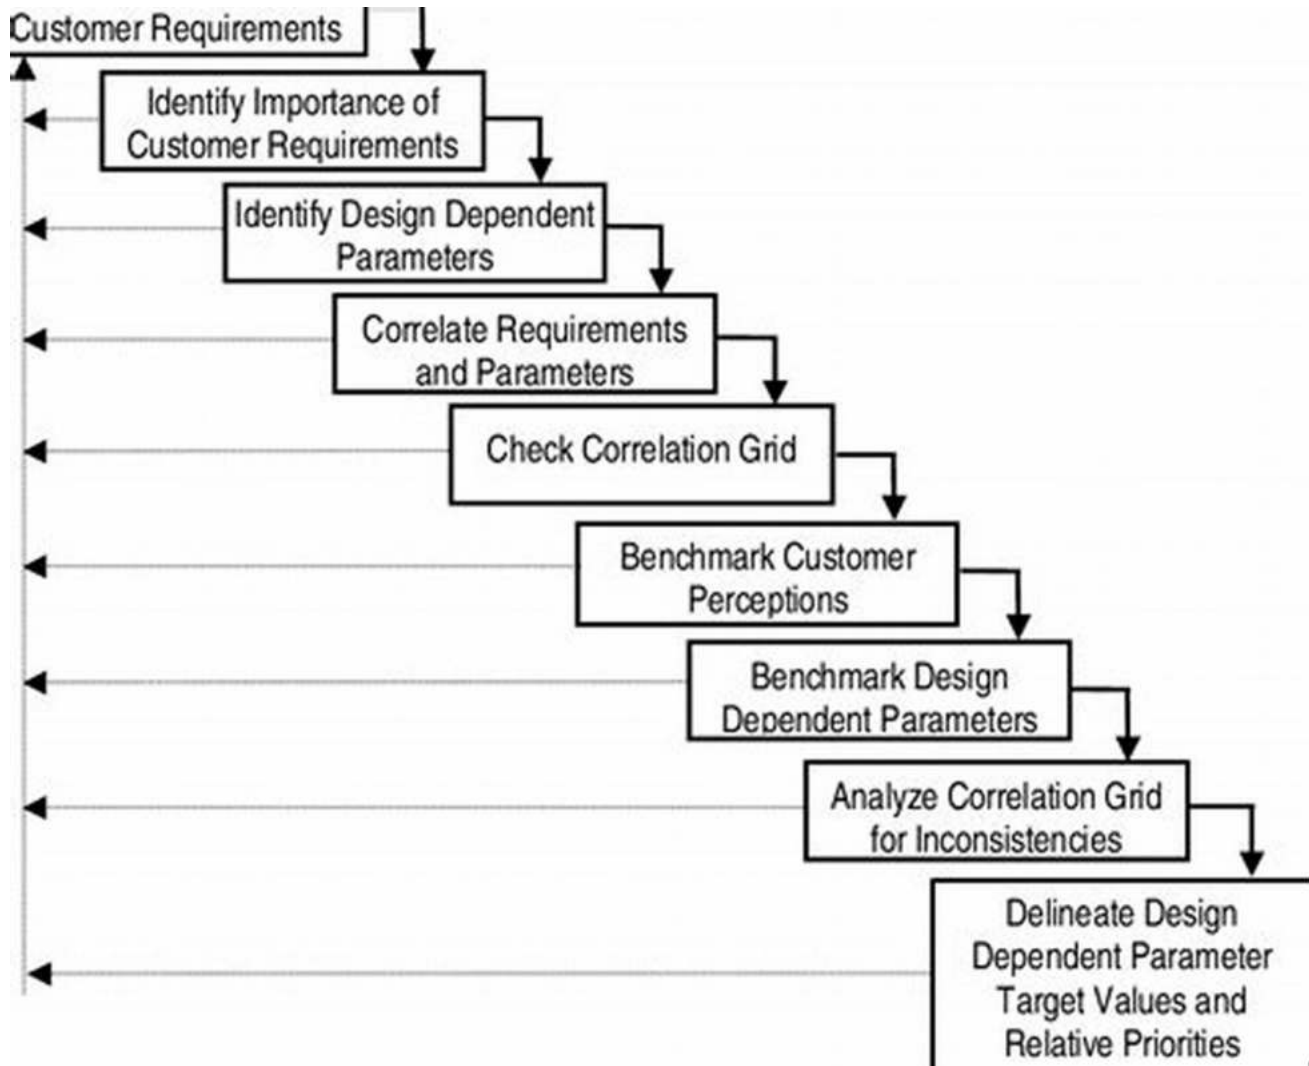 Customer Requirements
Identify Importance of
Customer Requirements
Identify Design Dependent
Parameters
Correlate Requirements
and Parameters
Check Correlation Grid
Benchmark Customer
Perceptions
Benchmark Design
Dependent Parameters
Analyze Correlation Grid
for Inconsistencies
Delineate Design
Dependent Parameter
Target Values and
Relative Priorities